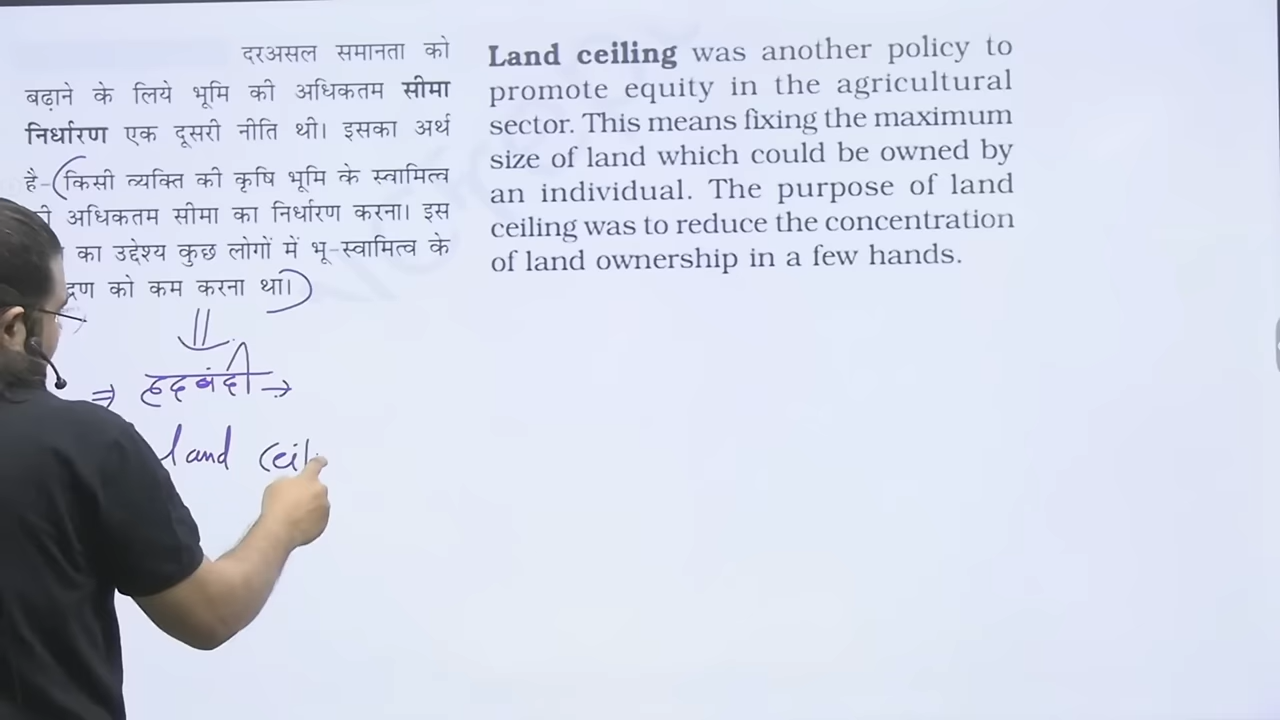 दरअसल समानता को
बढ़ाने के लिये भूमि की अधिकतम सीमा
निर्धारण एक दूसरी नीति थी। इसका अर्थ
है-(किसी व्यक्ति की कृषि भूमि के स्वामित्व
अधिकतम सीमा का निर्धारण करना। इस
का उद्देश्य कुछ लोगों में भू-स्वामित्व के
को कम करना था।)
⇒ हदबंदी →
land
Land ceiling was another policy to
promote equity in the agricultural
sector. This means fixing the maximum
size of land which could be owned by
an individual. The purpose of land
ceiling was to reduce the concentration
of land ownership in a few hands.